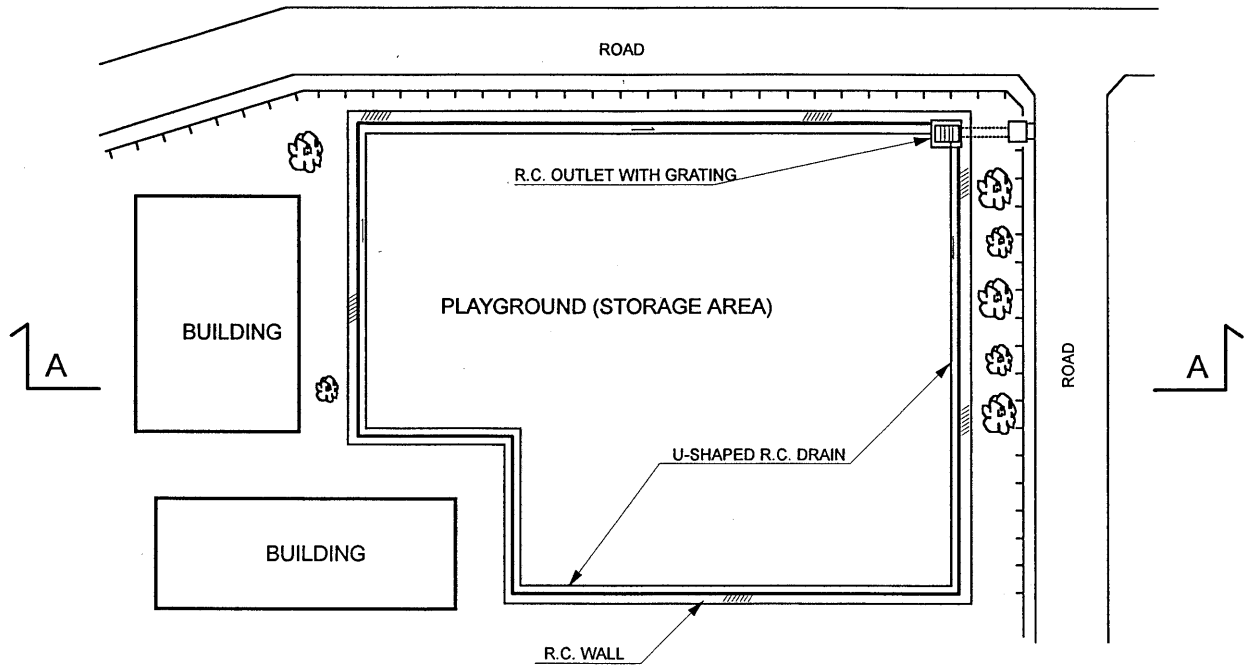 ROAD
R.C. OUTLET WITH GRATING
PLAYGROUND (STORAGE AREA)
BUILDING
A
A
ROAD
U-SHAPED R.C. DRAIN
BUILDING
R.C. WALL